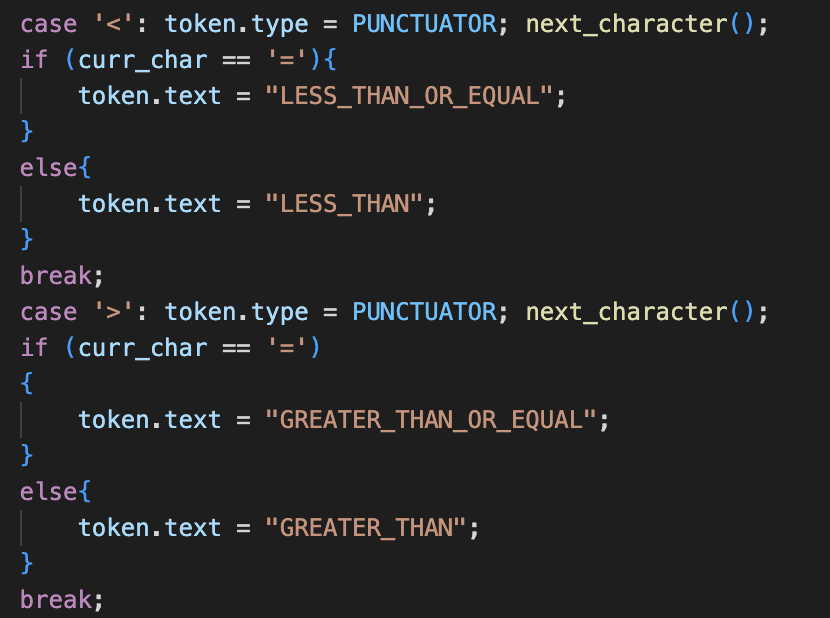 case '<': token.type = PUNCTUATOR; next_character();
if (curr_char == '='){
    token.text = "LESS_THAN_OR_EQUAL";
}
else{
    token.text = "LESS_THAN";
}
break;
case '>': token.type = PUNCTUATOR; next_character();
if (curr_char == '=')
{
    token.text = "GREATER_THAN_OR_EQUAL";
}
else{
    token.text = "GREATER_THAN";
}
break;